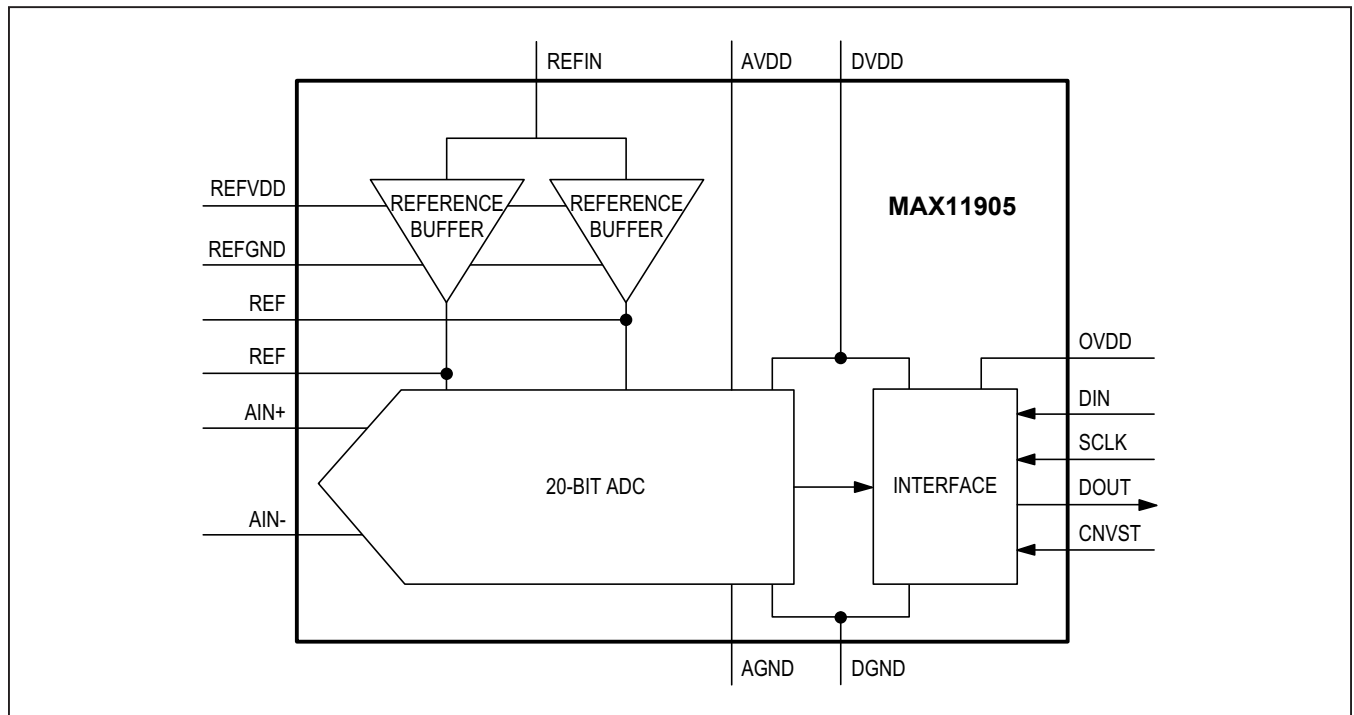 REFIN
AVDD
DVDD
REFVDD
REFERENCE
BUFFER
REFERENCE
BUFFER
MAX11905
REFGND
REF
REF
OVDD
AIN+
DIN
SCLK
20-BIT ADC
INTERFACE
DOUT
AIN-
CNVST
AGND
DGND